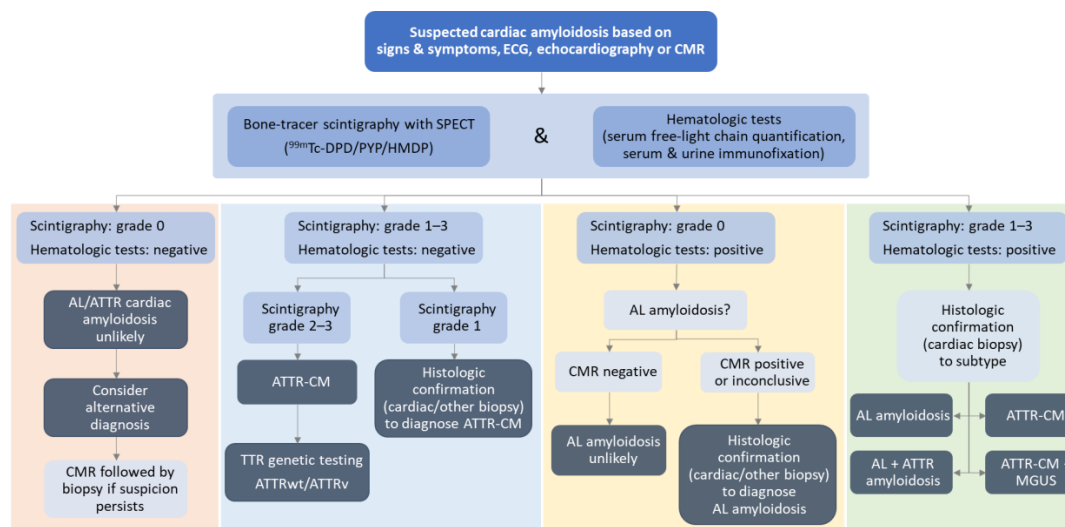 Suspected cardiac amyloidosis based on
signs & symptoms, ECG, echocardiography or CMR
Bone-tracer scintigraphy with SPECT
(⁹⁹ᵐTc-DPD/PYP/HMDP)
&
Hematologic tests
(serum free-light chain quantification,
serum & urine immunofixation)
Scintigraphy: grade 0
Hematologic tests: negative
AL/ATTR cardiac
amyloidosis
unlikely
Consider
alternative
diagnosis
CMR followed by
biopsy if suspicion
persists
Scintigraphy: grade 1–3
Hematologic tests: negative
Scintigraphy
grade 2–3
ATTR-CM
TTR genetic testing
ATTRwt/ATTRv
Scintigraphy
grade 1
Histologic
confirmation
(cardiac/other biopsy)
to diagnose ATTR-CM
Scintigraphy: grade 0
Hematologic tests: positive
AL amyloidosis?
CMR negative
AL amyloidosis
unlikely
CMR positive
or inconclusive
Histologic
confirmation
(cardiac/other biopsy)
to diagnose
AL amyloidosis
Scintigraphy: grade 1–3
Hematologic tests: positive
Histologic
confirmation
(cardiac biopsy)
to subtype
AL amyloidosis
ATTR-CM
AL + ATTR
amyloidosis
ATTR-CM +
MGUS